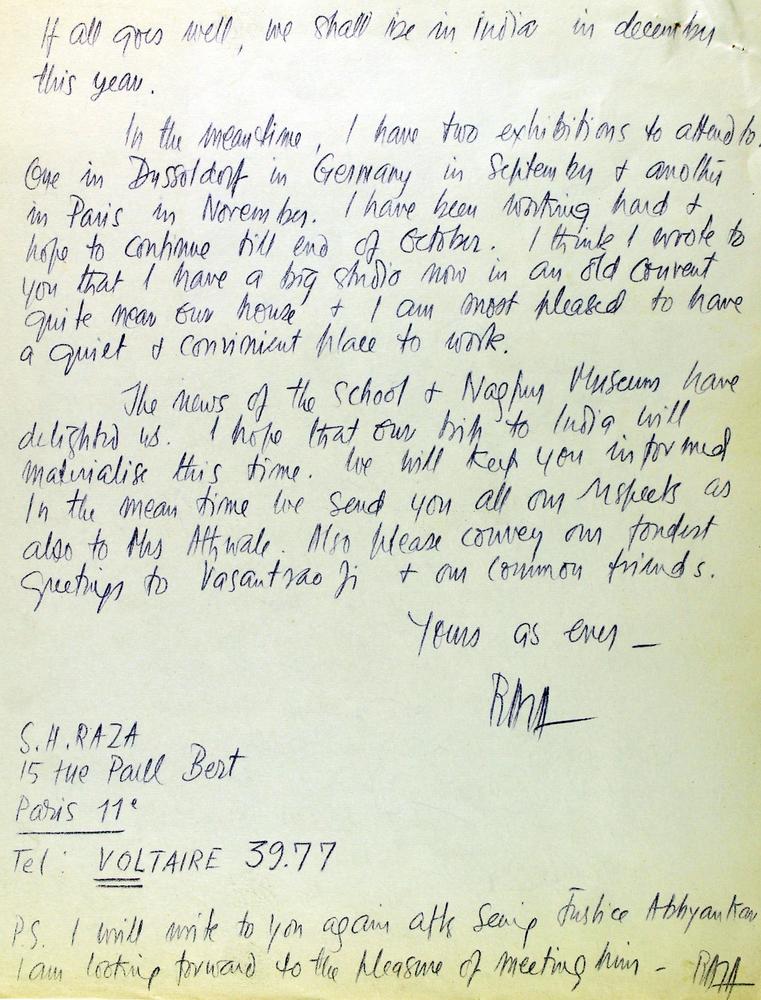 If all goes well, we shall be in India in december
this year.
In the meantime, I have two exhibitions to attend to.
One in Dussoldorf in Germany in September & another
in Paris in November. I have been working hard &
hope to continue till end of October. I think I wrote to
you that I have a big studio now in an old convent
quite near our house & I am most pleased to have
a quiet & convinient place to work.
The news of the School & Nagpur Museum have
delighted us. I hope that our trip to India will
materialise this time. We will keep you informed
In the mean time we send you all our respects as
also to Mrs . Also please convey our fondest
greetings to Vasantrao Ji & our common friends.
Yours as ever —
RAZA
S.H. RAZA
15 rue Paul Bert
Paris 11e
Tel : VOLTAIRE 39.77
P.S. I will write to you again after seeing Justice Abhyankar
I am looking forward to the pleasure of meeting him - RAZA